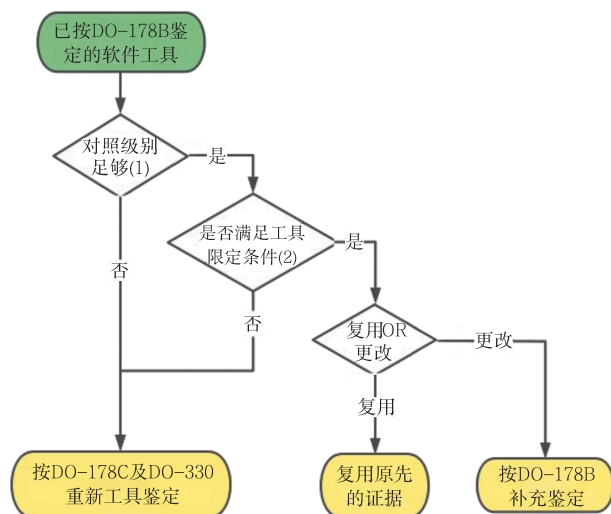 已按DO-178B鉴
定的软件工具
对照级别
足够(1)
是
是否满足工具
限定条件(2)
是
否
否
复用OR
更改
更改
复用
按DO-178C及DO-330
重新工具鉴定
复用原先
的证据
按DO-178B
补充鉴定